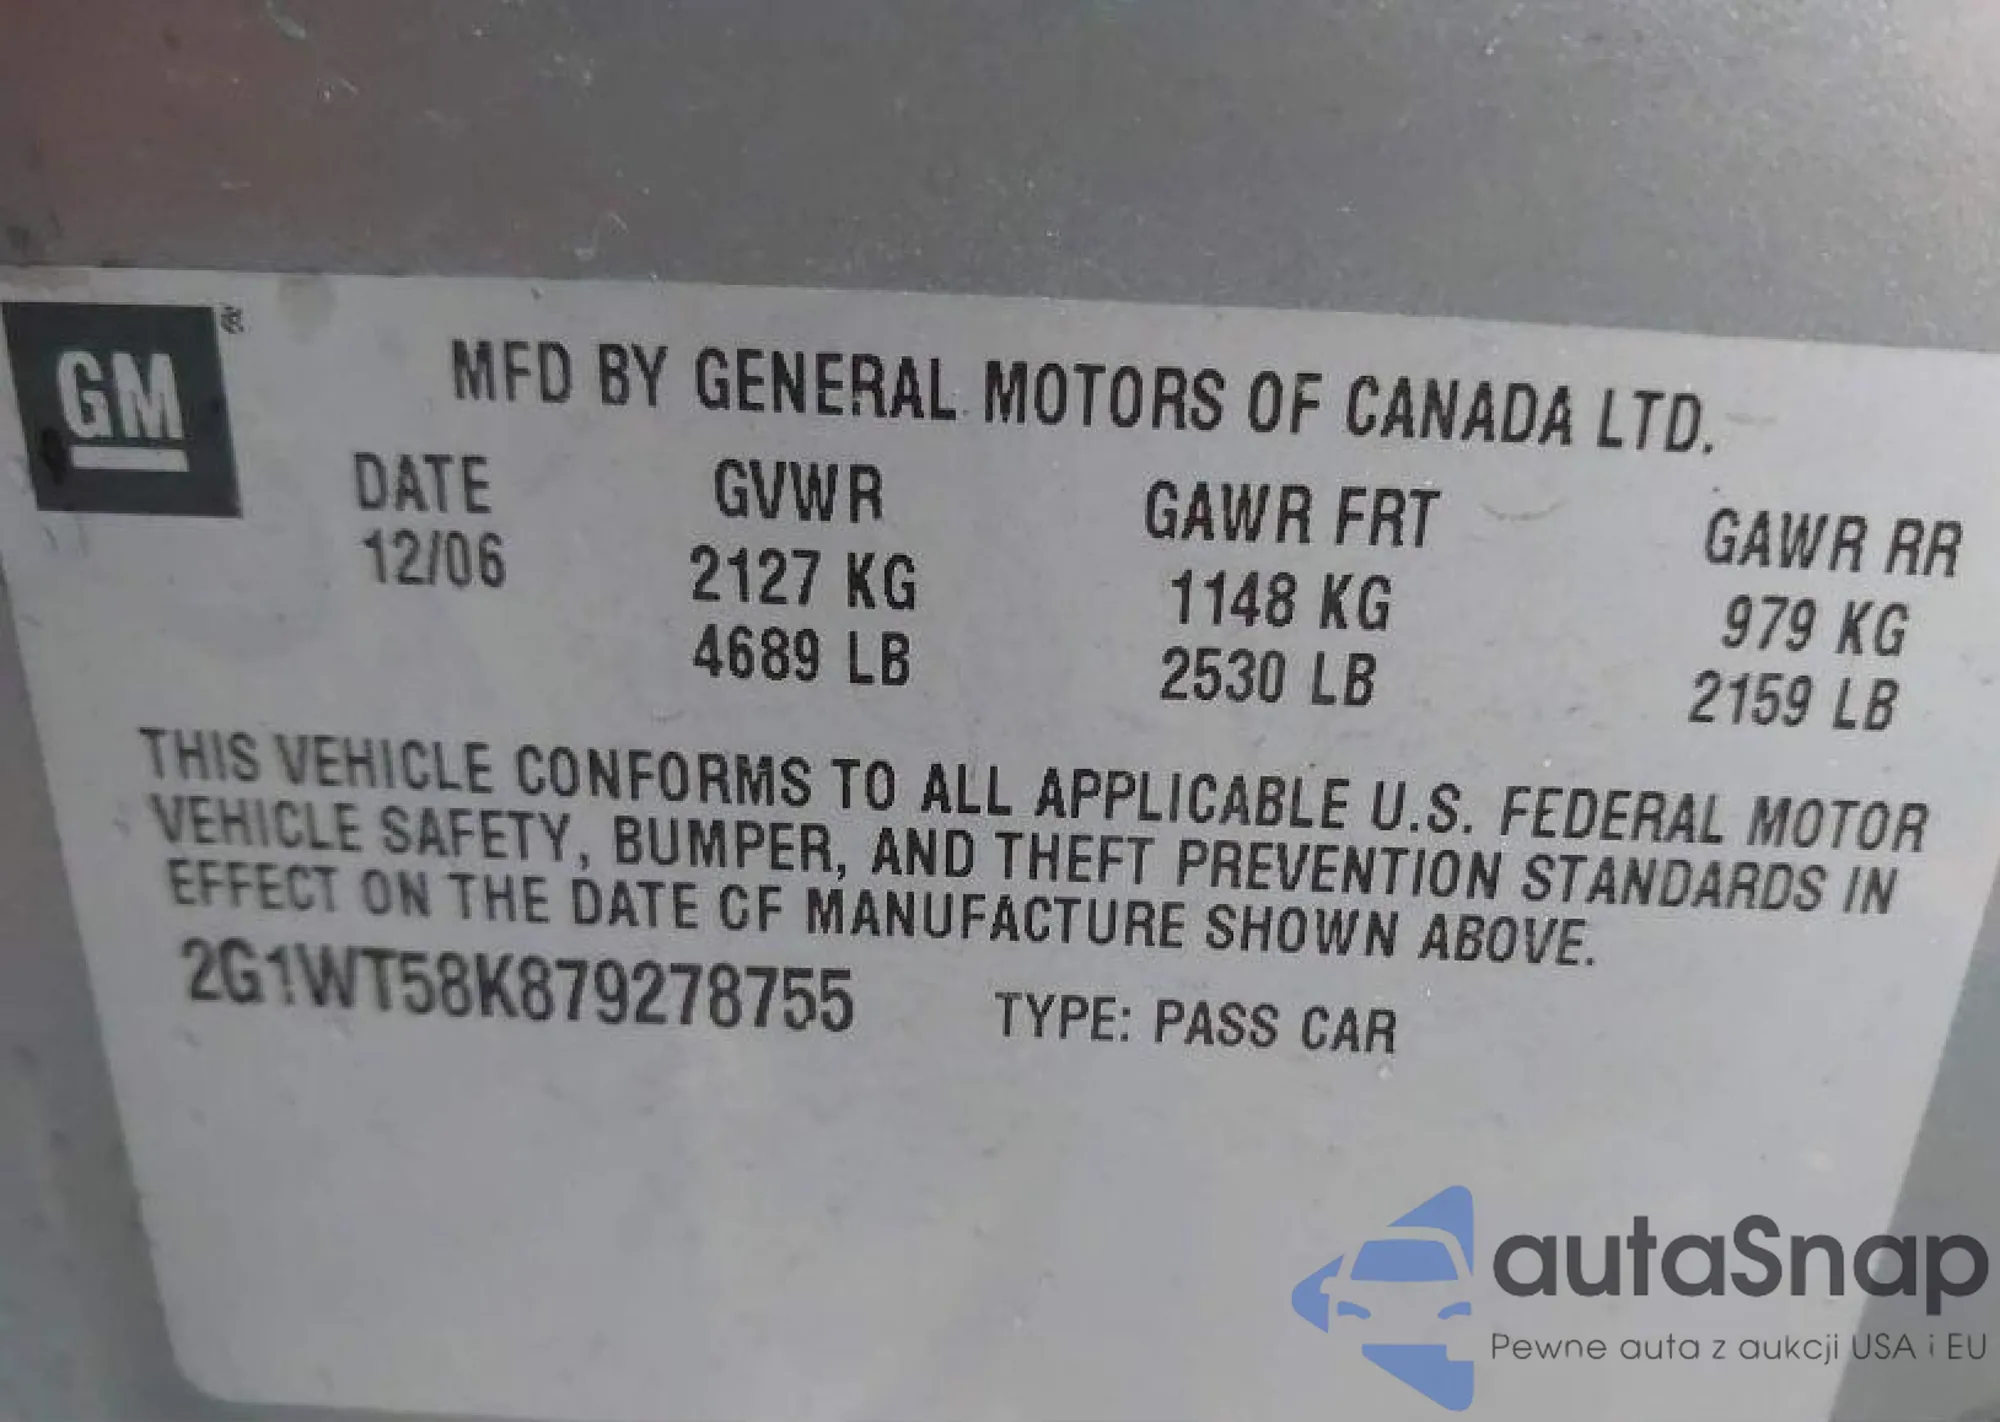 GM
MFD BY GENERAL MOTORS OF CANADA LTD.
DATE GVWR GAWR FRT GAWR RR
12/06 2127 KG 1148 KG 979 KG
4689 LB 2530 LB 2159 LB
THIS VEHICLE CONFORMS TO ALL APPLICABLE U.S. FEDERAL MOTOR
VEHICLE SAFETY, BUMPER, AND THEFT PREVENTION STANDARDS IN
EFFECT ON THE DATE OF MANUFACTURE SHOWN ABOVE.
2G1WT58K879278755 TYPE: PASS CAR
autaSnap
Pewne auta z aukcji USA i EU